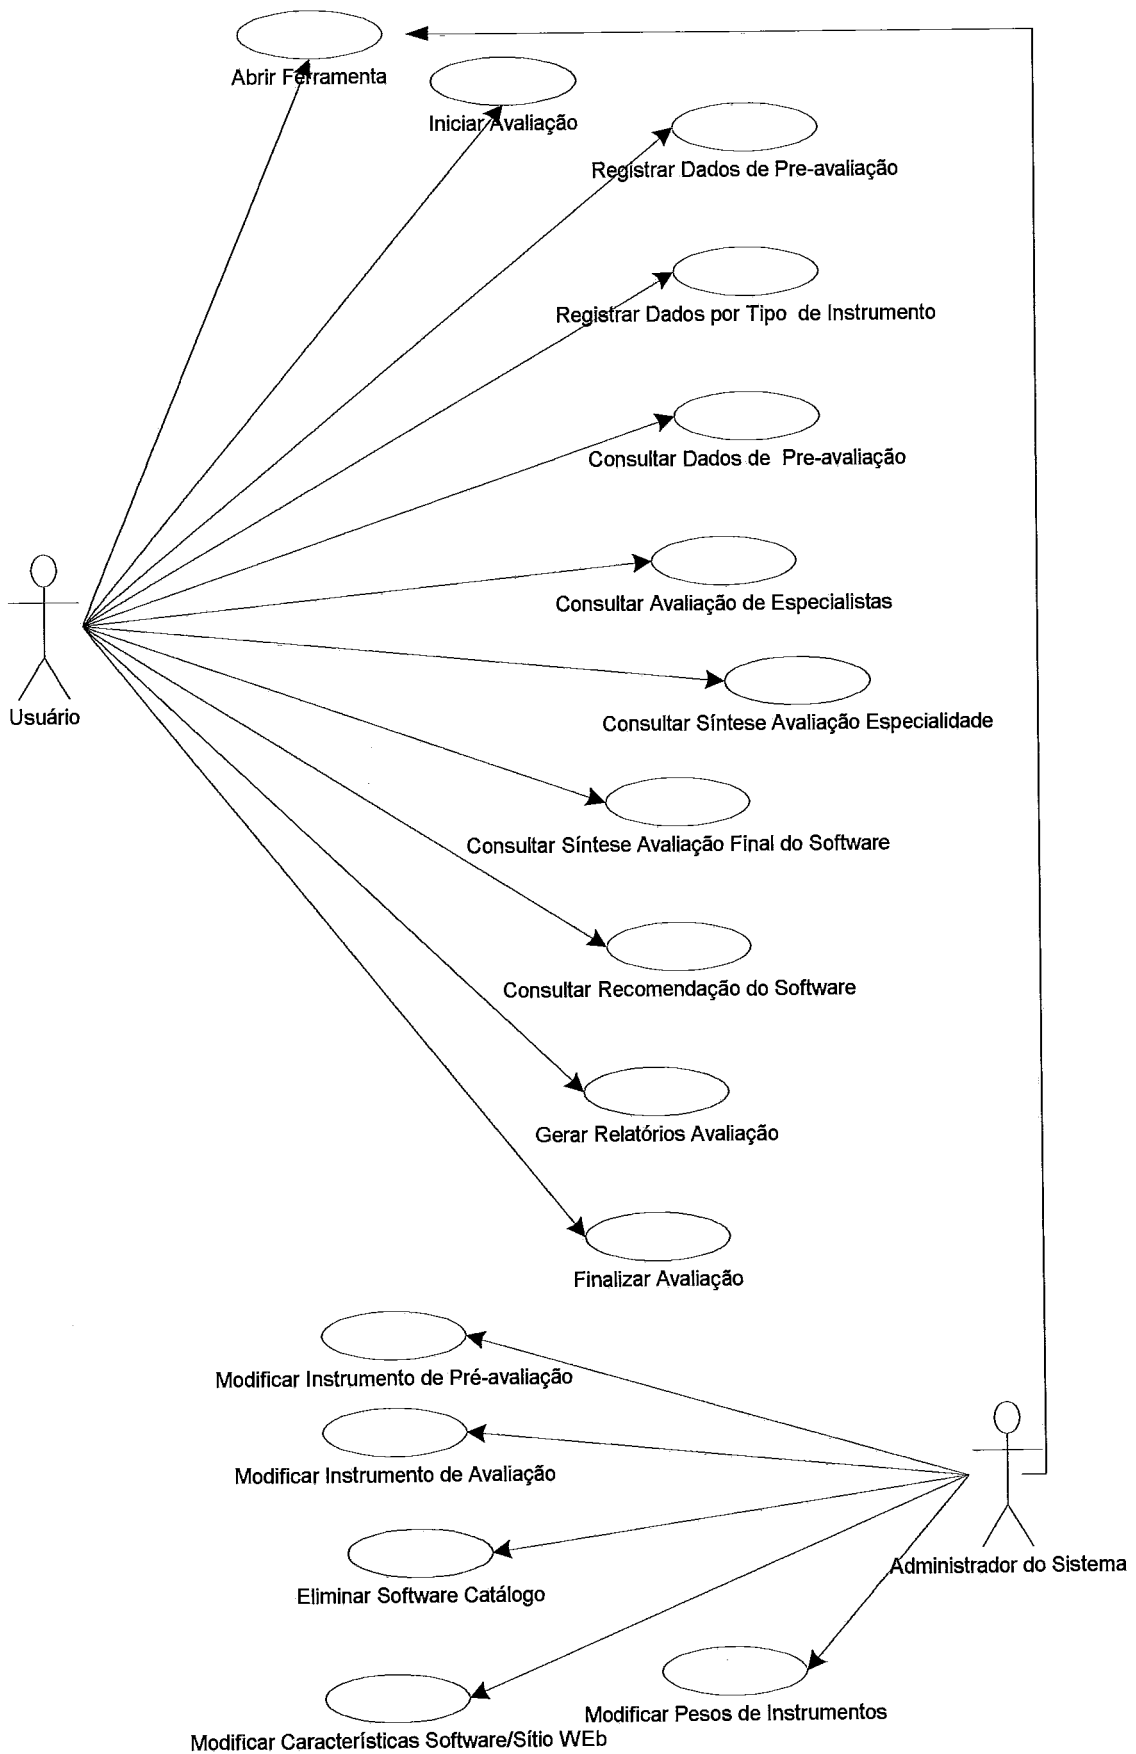 Abrir Ferramenta
Iniciar Avaliação
Registrar Dados de Pre-avaliação
Registrar Dados por Tipo de Instrumento
Consultar Dados de Pre-avaliação
Consultar Avaliação de Especialistas
Usuário
Consultar Síntese Avaliação Especialidade
Consultar Síntese Avaliação Final do Software
Consultar Recomendação do Software
Gerar Relatórios Avaliação
Finalizar Avaliação
Modificar Instrumento de Pré-avaliação
Modificar Instrumento de Avaliação
Administrador do Sistema
Eliminar Software Catálogo
Modificar Pesos de Instrumentos
Modificar Características Software/Sítio WEb